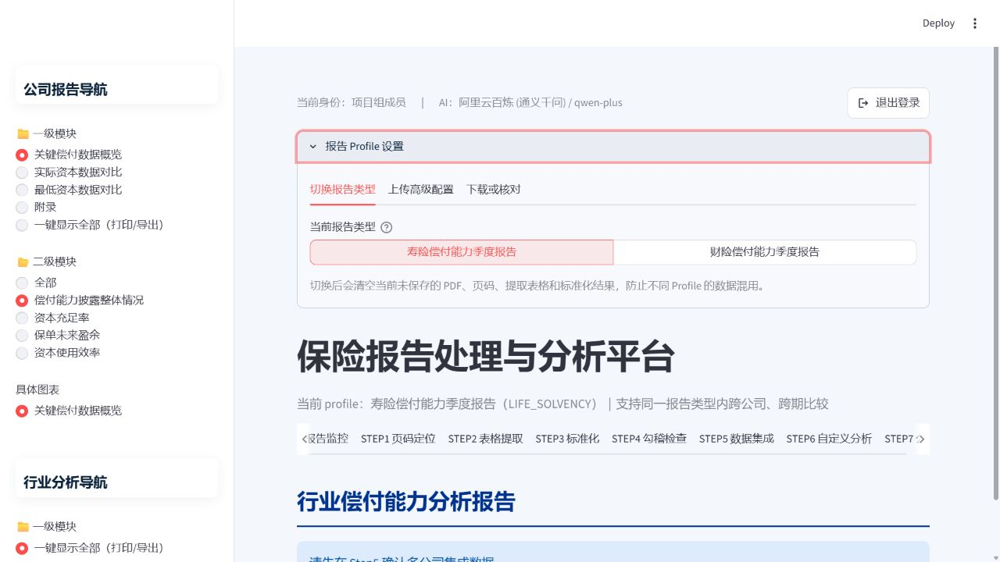 Deploy
公司报告导航
一级模块
关键偿付数据概览
实际资本数据对比
最低资本数据对比
附录
一键显示全部（打印/导出）
二级模块
全部
偿付能力披露整体情况
资本充足率
保单未来盈余
资本使用效率
具体图表
关键偿付数据概览
行业分析导航
一级模块
一键显示全部（打印/导出）
当前身份：项目组成员 | AI：阿里云百炼 (通义千问) / qwen-plus
退出登录
报告 Profile 设置
切换报告类型 上传高级配置 下载或核对
当前报告类型
寿险偿付能力季度报告 财险偿付能力季度报告
切换后会清空当前未保存的 PDF、页码、提取表格和标准化结果，防止不同 Profile 的数据混用。
保险报告处理与分析平台
当前 profile：寿险偿付能力季度报告（LIFE_SOLVENCY）｜支持同一报告类型内跨公司、跨期比较
报告监控 STEP1 页码定位 STEP2 表格提取 STEP3 标准化 STEP4 勾稽检查 STEP5 数据集成 STEP6 自定义分析 STEP7
行业偿付能力分析报告
请先在 Step5 确认多公司集成数据